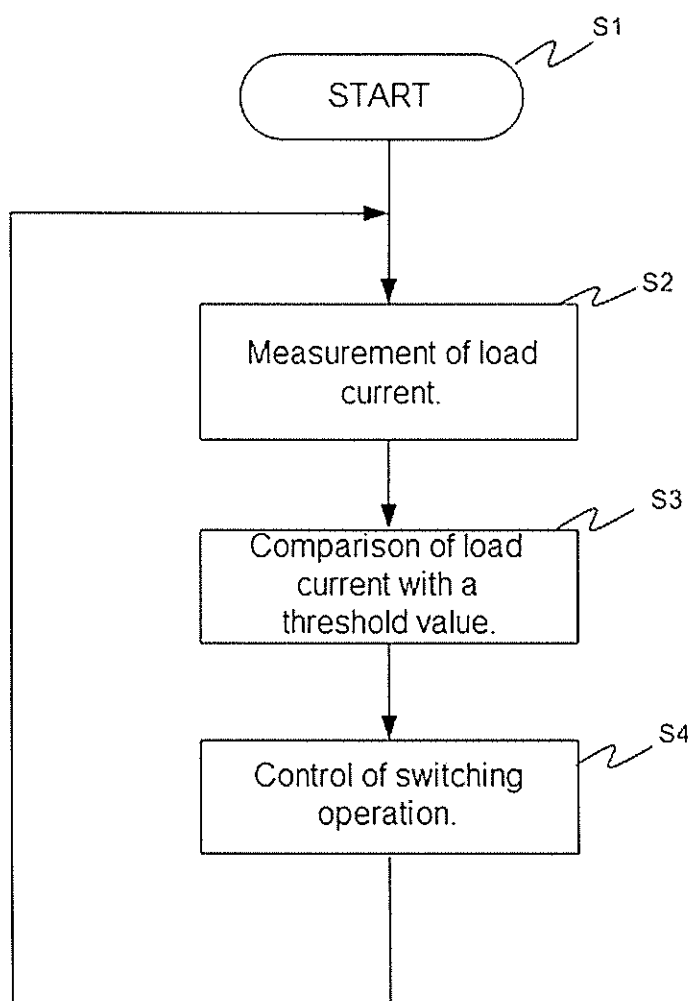 S1
START
S2
Measurement of load
current.
S3
Comparison of load
current with a
threshold value.
S4
Control of switching
operation.